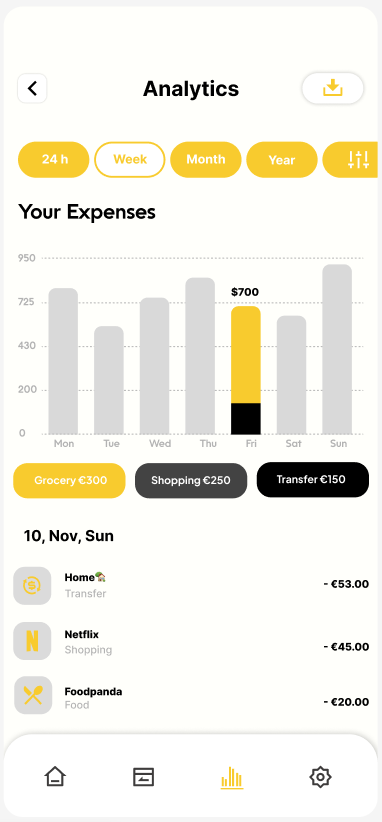 Analytics
24 h Week Month Year
Your Expenses
950
$700
725
430
200
0
Mon Tue Wed Thu Fri Sat Sun
Grocery €300 Shopping €250 Transfer €150
10, Nov, Sun
Home🏡
Transfer
- €53.00
Netflix
Shopping
- €45.00
Foodpanda
Food
- €20.00